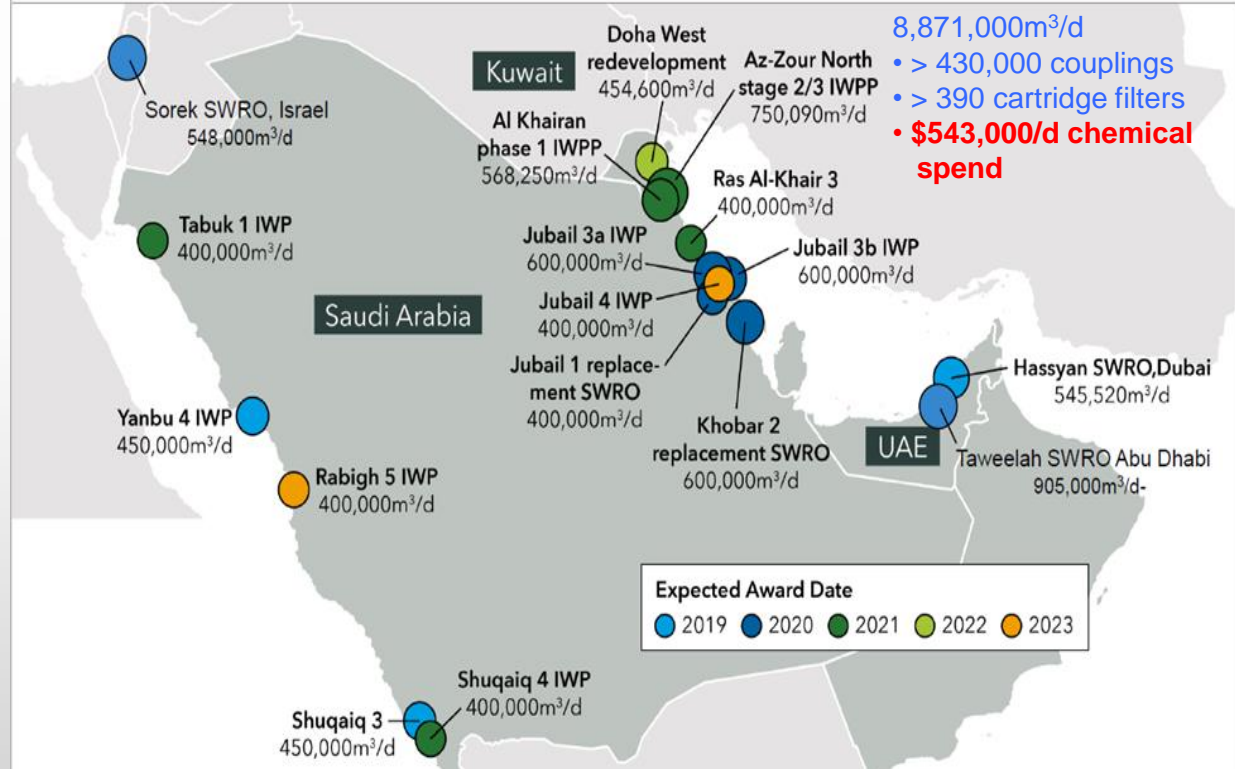 8,871,000m³/d
• > 430,000 couplings
• > 390 cartridge filters
• $543,000/d chemical
spend
Doha West
redevelopment
454,600m³/d
Kuwait
Az-Zour North
stage 2/3 IWPP
750,090m³/d
Sorek SWRO, Israel
548,000m³/d
Al Khairan
phase 1 IWPP
568,250m³/d
Ras Al-Khair 3
400,000m³/d
Tabuk 1 IWP
400,000m³/d
Jubail 3a IWP
600,000m³/d
Jubail 3b IWP
600,000m³/d
Saudi Arabia
Jubail 4 IWP
400,000m³/d
Jubail 1 replace-
ment SWRO
400,000m³/d
Hassyan SWRO,Dubai
545,520m³/d
Yanbu 4 IWP
450,000m³/d
Khobar 2
replacement SWRO
600,000m³/d
UAE
Taweelah SWRO Abu Dhabi
905,000m³/d-
Rabigh 5 IWP
400,000m³/d
Expected Award Date
2019 2020 2021 2022 2023
Shuqaiq 4 IWP
400,000m³/d
Shuqaiq 3
450,000m³/d